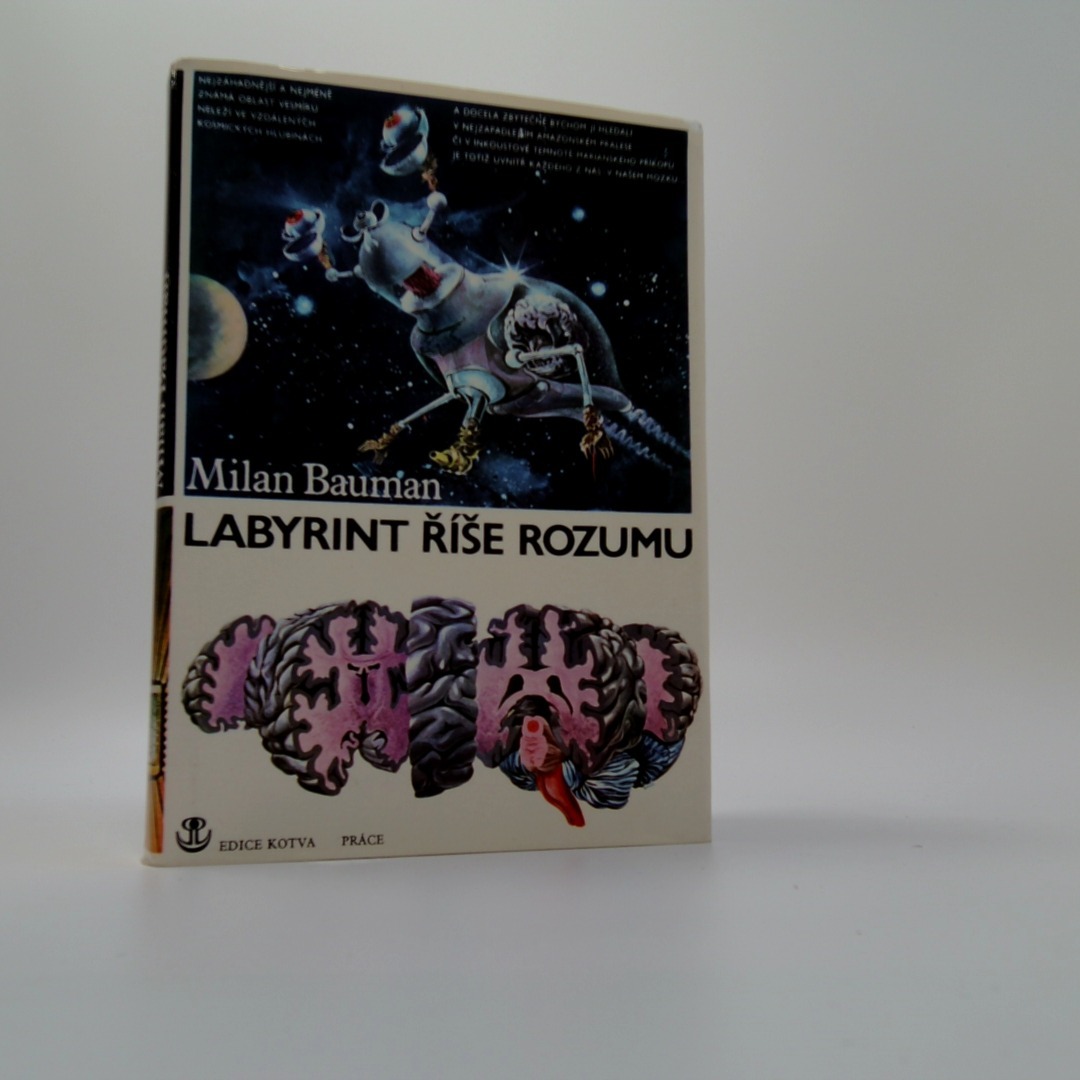 NEJZÁHADNĚJŠÍ A NEJMÉNĚ
ZNÁMÁ OBLAST VESMÍRU
NELEŽÍ VE VZDÁLENÝCH
KOSMICKÝCH HLUBINÁCH
A DOCELA ZBYTEČNĚ BYCHOM JI HLEDALI
V NEJZAPADLEJŠÍM AMAZONSKÉM PRALESE
ČI V INKOUSTOVÉ TEMNOTĚ MARIANSKÉHO PŘÍKOPU.
JE TOTIŽ UVNITŘ KAŽDÉHO Z NÁS, V NAŠEM MOZKU.
Milan Bauman
Milan Bauman
LABYRINT ŘÍŠE ROZUMU
EDICE KOTVA PRÁCE